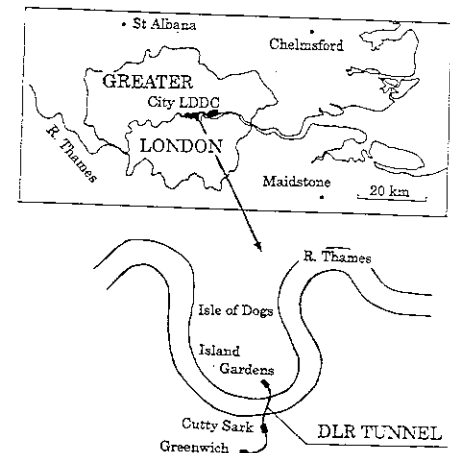 St Albana
Chelmsford
GREATER
City LDDC
LONDON
R. Thames
Maidstone
20 km
R. Thames
Isle of Dogs
Island
Gardens
Cutty Sark
DLR TUNNEL
Greenwich